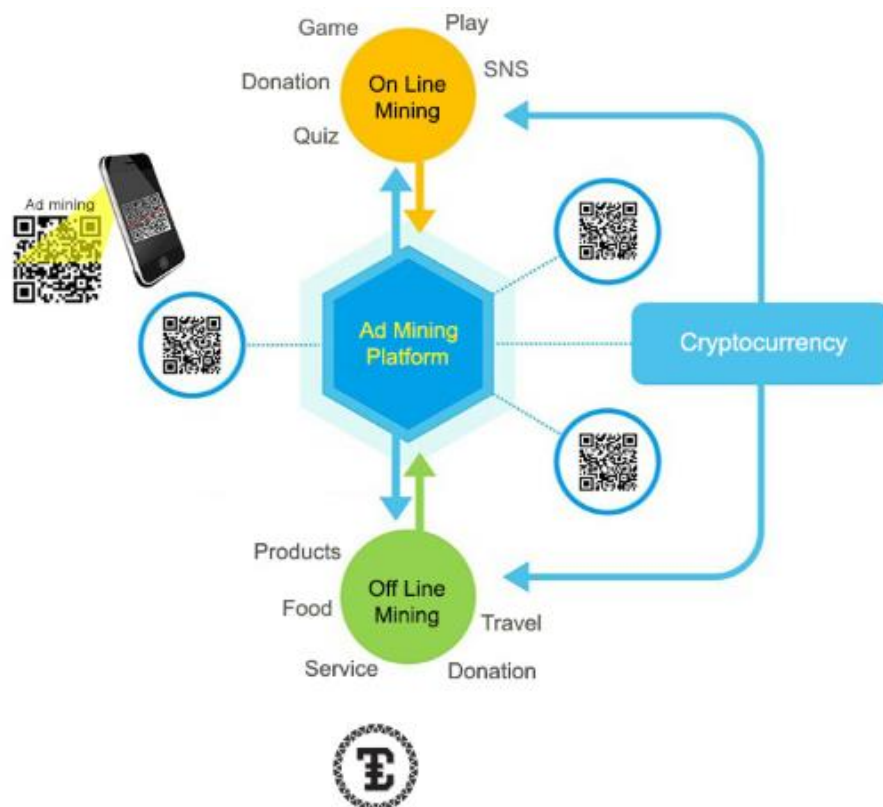 Game
Play
Donation
On Line
Mining
SNS
Quiz
Ad mining
Ad Mining
Platform
Cryptocurrency
Products
Off Line
Mining
Food
Travel
Service
Donation